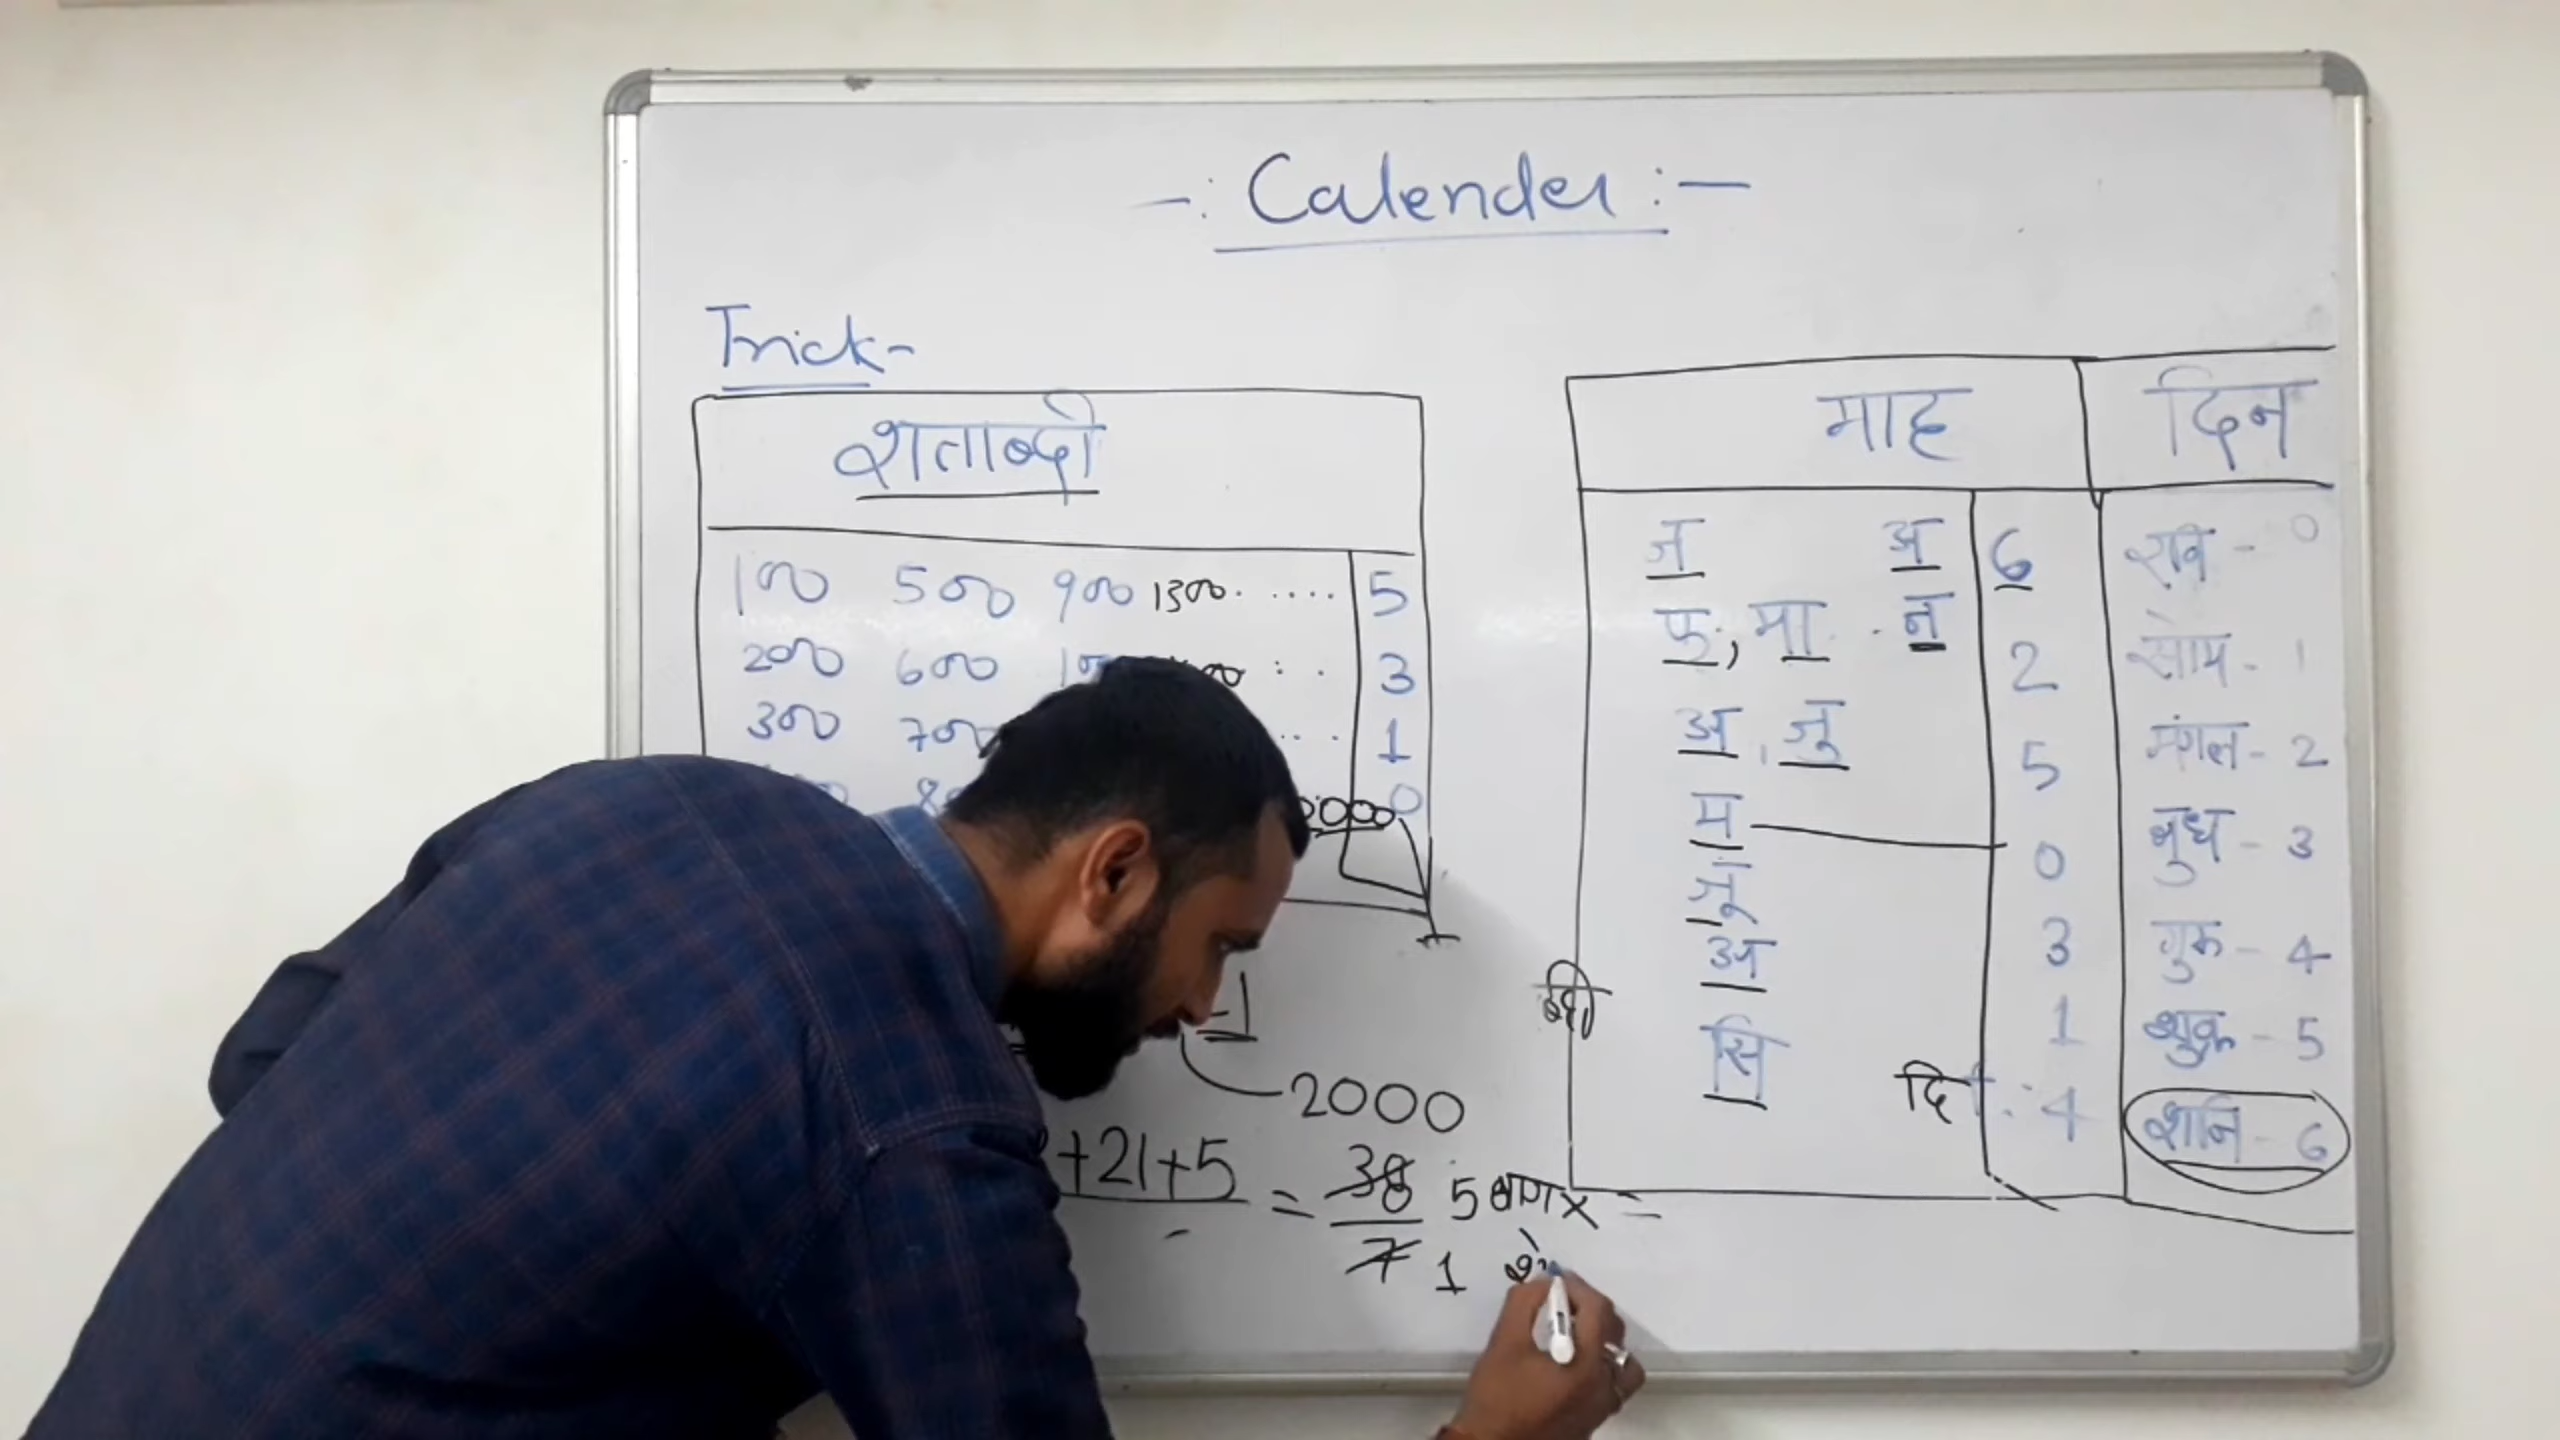 -: Calender :-
Trick-
शताब्दी
100 500 900 1300. .... 5
200 600 : . 3
300 700 ... 1
0000 0
माह दिन
ज अ 6 रवि - 0
फ, मा . न 2 सोम - 1
अ, जु 5 मंगल - 2
म 0 बुध - 3
जू 3 गुरू - 4
अ 1 शुक्र - 5
सि दि. 4 शनि - 6
-1
2000
+21+5 = 38 5 भाग x =
7 1